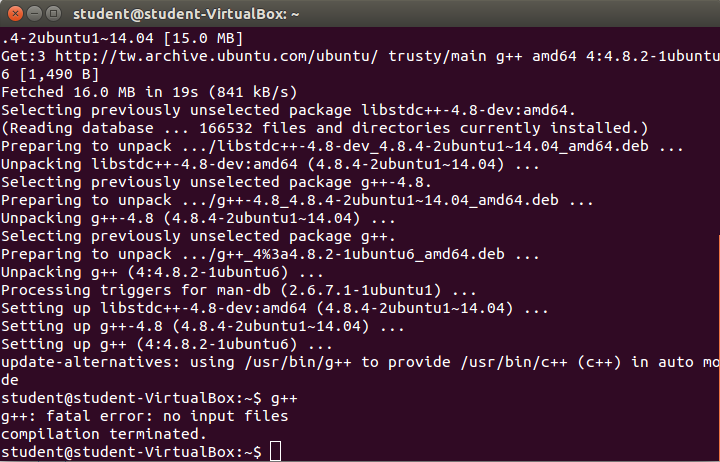 student@student-VirtualBox: ~
.4-2ubuntu1~14.04 [15.0 MB]
Get:3 http://tw.archive.ubuntu.com/ubuntu/ trusty/main g++ amd64 4:4.8.2-1ubuntu
6 [1,490 B]
Fetched 16.0 MB in 19s (841 kB/s)
Selecting previously unselected package libstdc++-4.8-dev:amd64.
(Reading database ... 166532 files and directories currently installed.)
Preparing to unpack .../libstdc++-4.8-dev_4.8.4-2ubuntu1~14.04_amd64.deb ...
Unpacking libstdc++-4.8-dev:amd64 (4.8.4-2ubuntu1~14.04) ...
Selecting previously unselected package g++-4.8.
Preparing to unpack .../g++-4.8_4.8.4-2ubuntu1~14.04_amd64.deb ...
Unpacking g++-4.8 (4.8.4-2ubuntu1~14.04) ...
Selecting previously unselected package g++.
Preparing to unpack .../g++_4%3a4.8.2-1ubuntu6_amd64.deb ...
Unpacking g++ (4:4.8.2-1ubuntu6) ...
Processing triggers for man-db (2.6.7.1-1ubuntu1) ...
Setting up libstdc++-4.8-dev:amd64 (4.8.4-2ubuntu1~14.04) ...
Setting up g++-4.8 (4.8.4-2ubuntu1~14.04) ...
Setting up g++ (4:4.8.2-1ubuntu6) ...
update-alternatives: using /usr/bin/g++ to provide /usr/bin/c++ (c++) in auto mo
de
student@student-VirtualBox:~$ g++
g++: fatal error: no input files
compilation terminated.
student@student-VirtualBox:~$